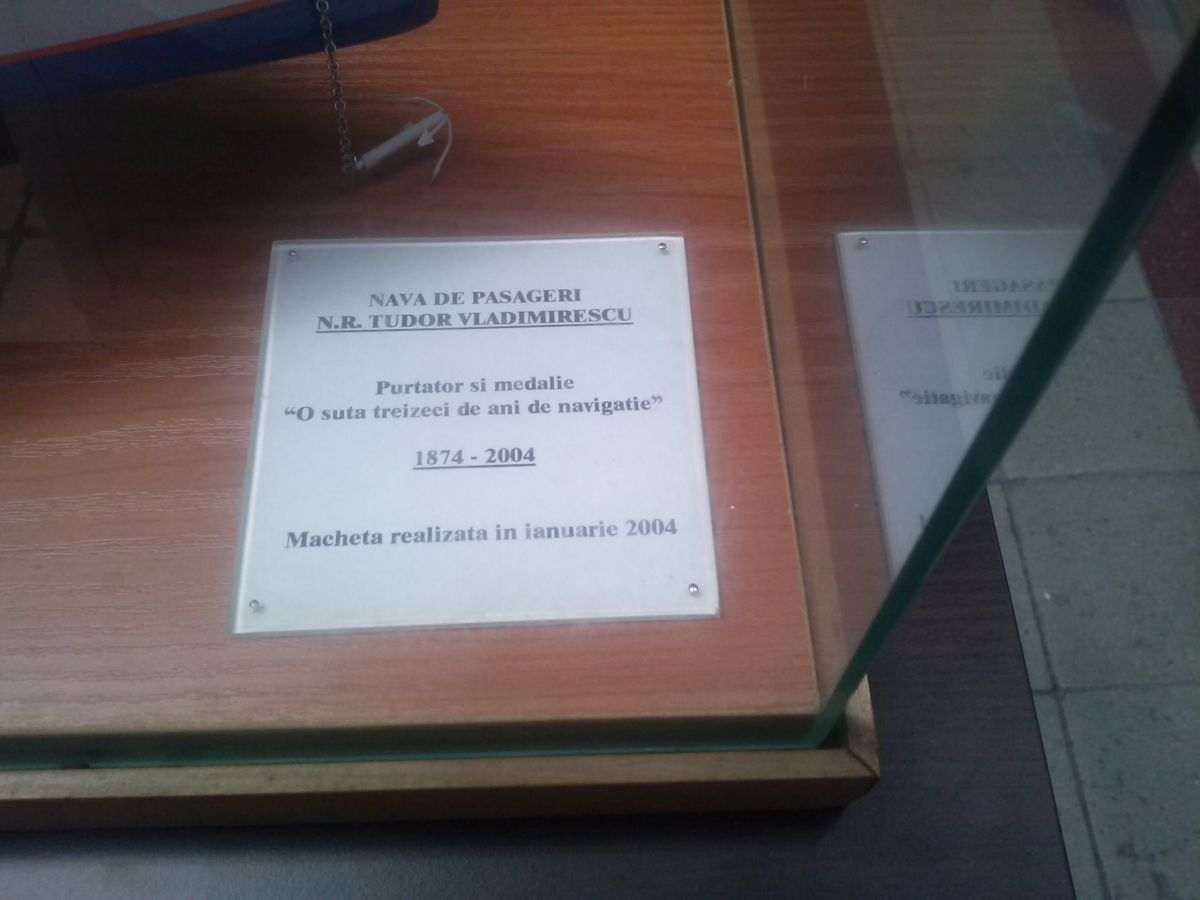 NAVA DE PASAGERI
N.R. TUDOR VLADIMIRESCU
Purtator si medalie
“O suta treizeci de ani de navigatie”
1874 - 2004
Macheta realizata in ianuarie 2004